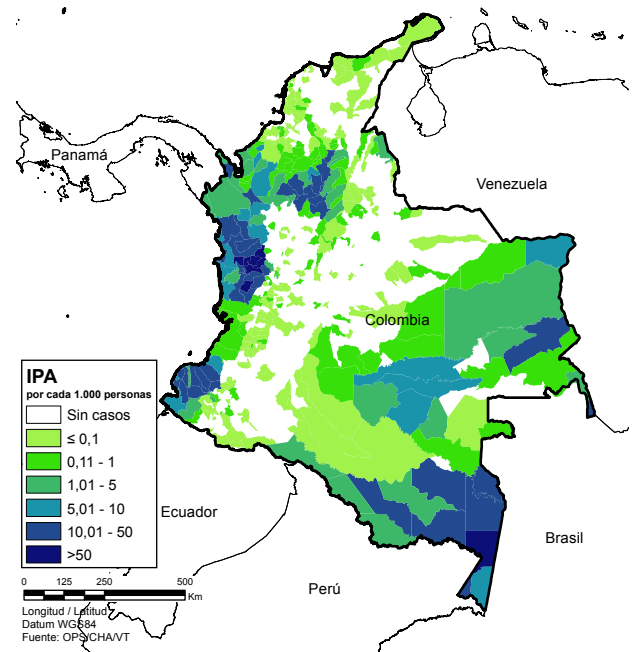 Panamá
Venezuela
Colombia
IPA
por cada 1.000 personas
Sin casos
≤ 0,1
0,11 - 1
1,01 - 5
5,01 - 10
10,01 - 50
>50
Ecuador
Brasil
Perú
0 125 250 500
Km
Longitud / Latitud
Datum WGS84
Fuente: OPS/CHA/VT